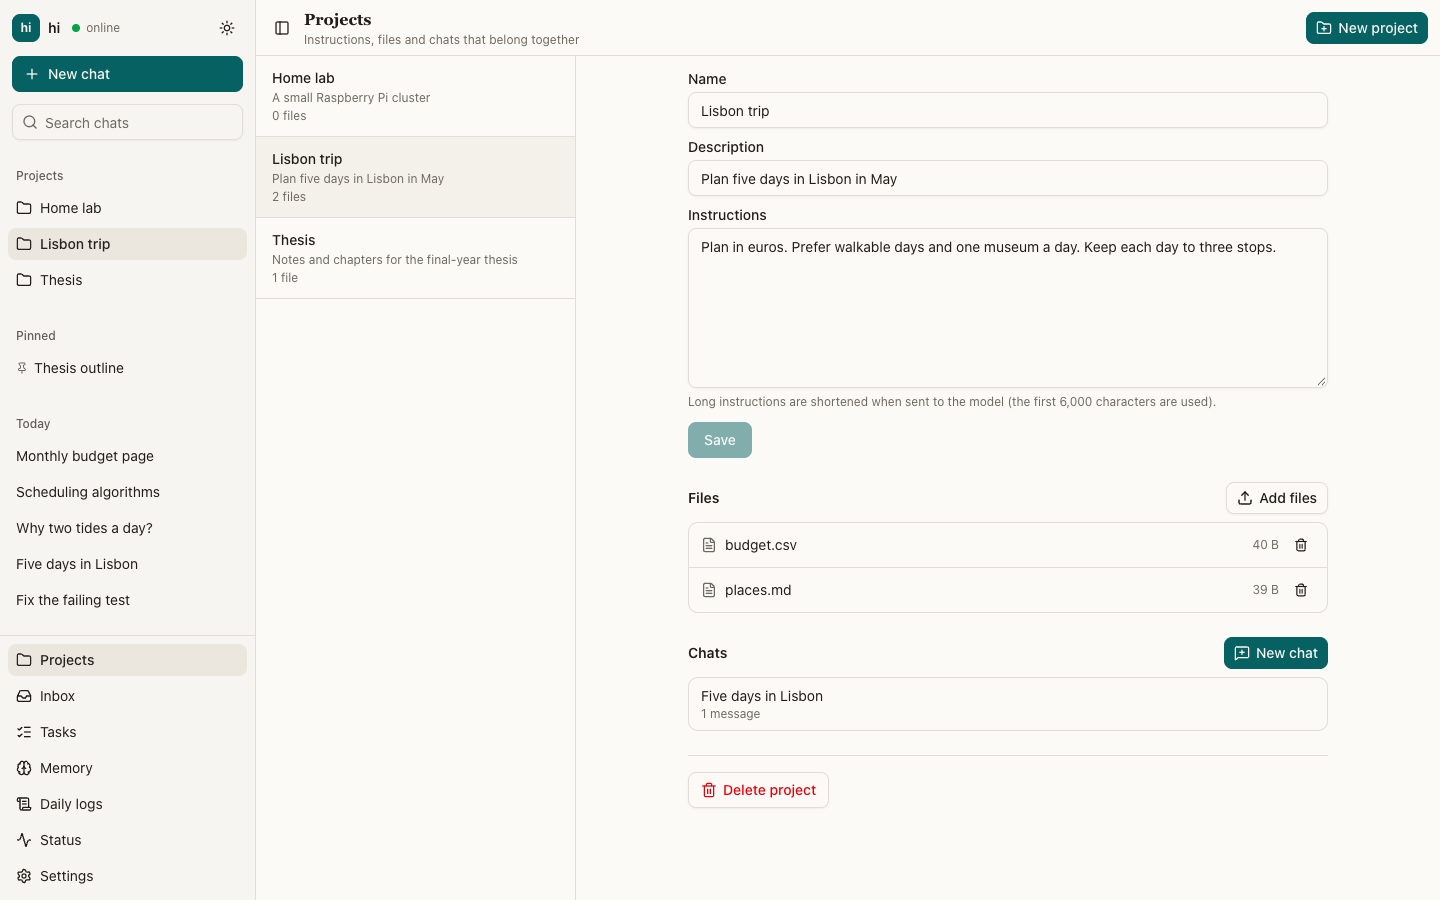 hi
hi
online
New chat
Search chats
Projects
Home lab
Lisbon trip
Thesis
Pinned
Thesis outline
Today
Monthly budget page
Scheduling algorithms
Why two tides a day?
Five days in Lisbon
Fix the failing test
Projects
Inbox
Tasks
Memory
Daily logs
Status
Settings
Projects
Instructions, files and chats that belong together
New project
Home lab
A small Raspberry Pi cluster
0 files
Lisbon trip
Plan five days in Lisbon in May
2 files
Thesis
Notes and chapters for the final-year thesis
1 file
Name
Lisbon trip
Description
Plan five days in Lisbon in May
Instructions
Plan in euros. Prefer walkable days and one museum a day. Keep each day to three stops.
Long instructions are shortened when sent to the model (the first 6,000 characters are used).
Save
Files
Add files
budget.csv
40 B
places.md
39 B
Chats
New chat
Five days in Lisbon
1 message
Delete project